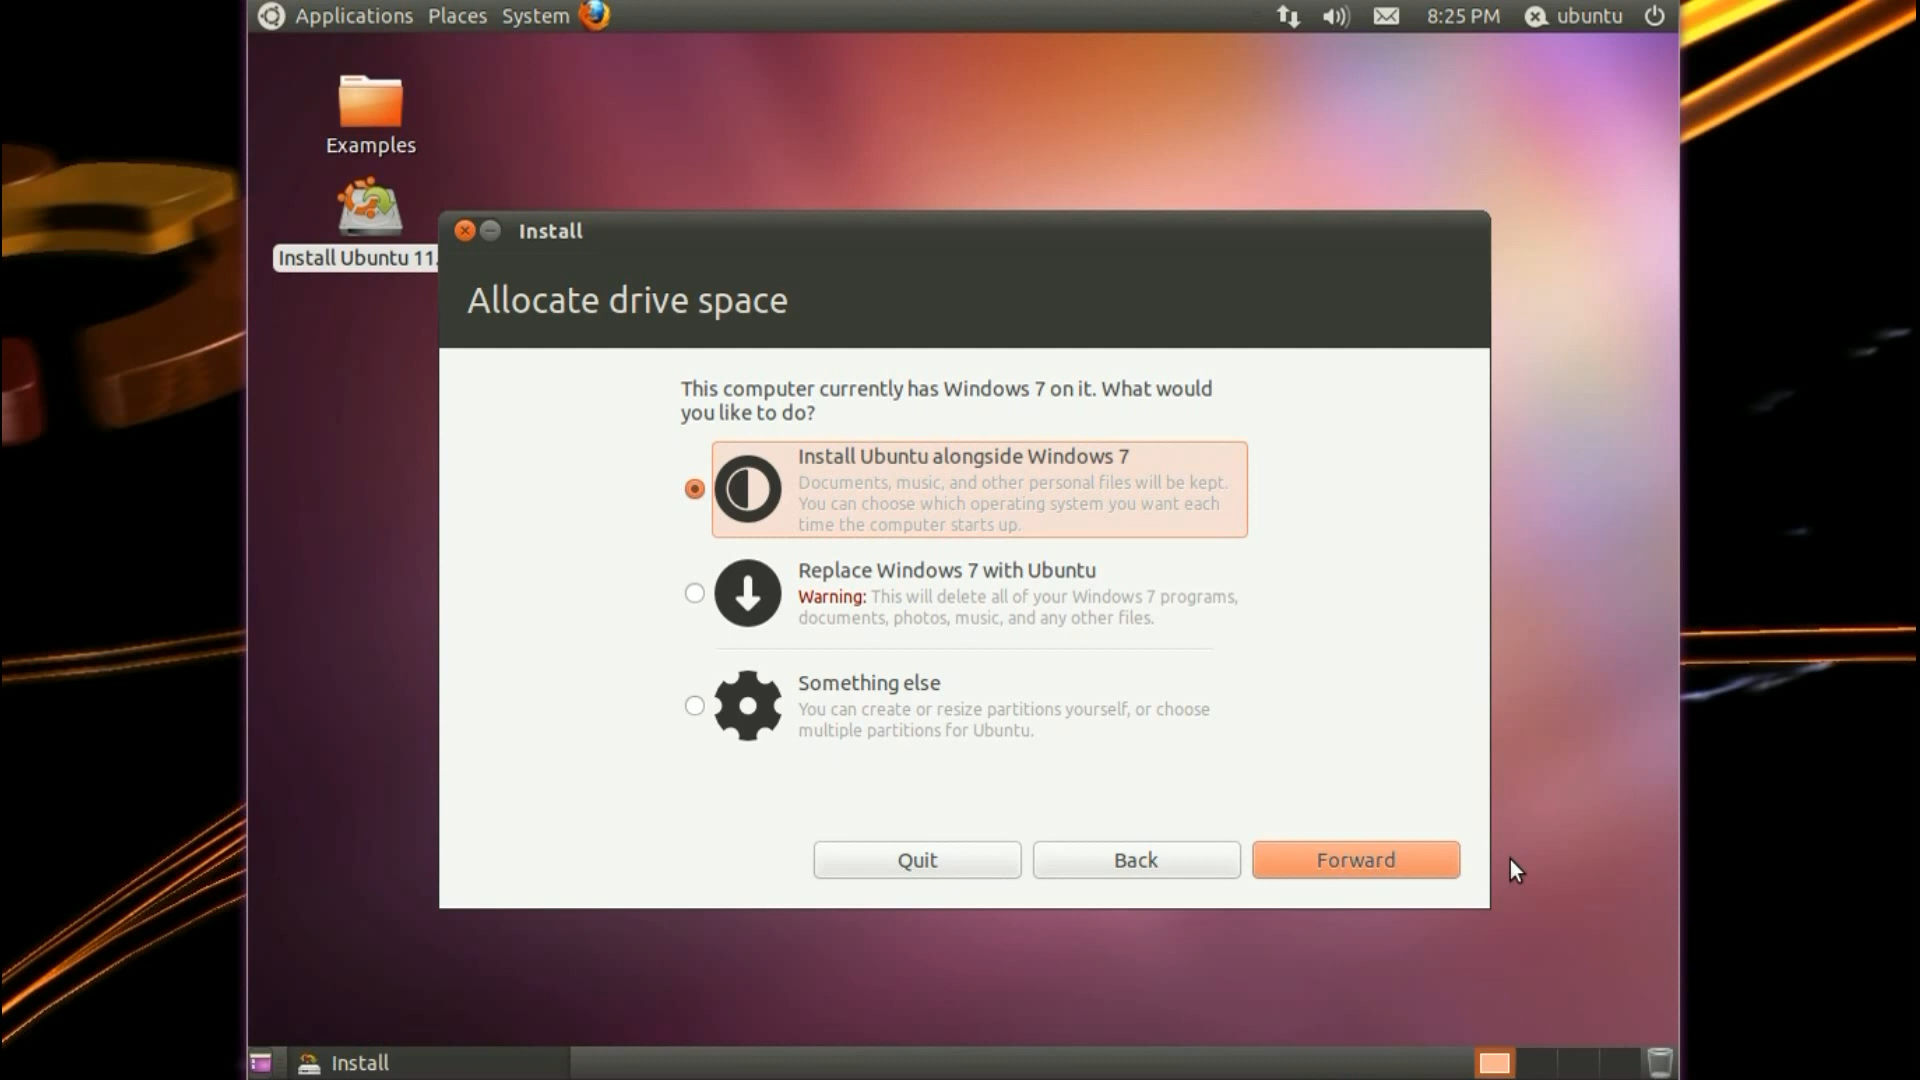 Applications Places System
8:25 PM ubuntu
Examples
Install Ubuntu 11.
Install
Allocate drive space
This computer currently has Windows 7 on it. What would
you like to do?
Install Ubuntu alongside Windows 7
Documents, music, and other personal files will be kept.
You can choose which operating system you want each
time the computer starts up.
Replace Windows 7 with Ubuntu
Warning: This will delete all of your Windows 7 programs,
documents, photos, music, and any other files.
Something else
You can create or resize partitions yourself, or choose
multiple partitions for Ubuntu.
Quit
Back
Forward
Install